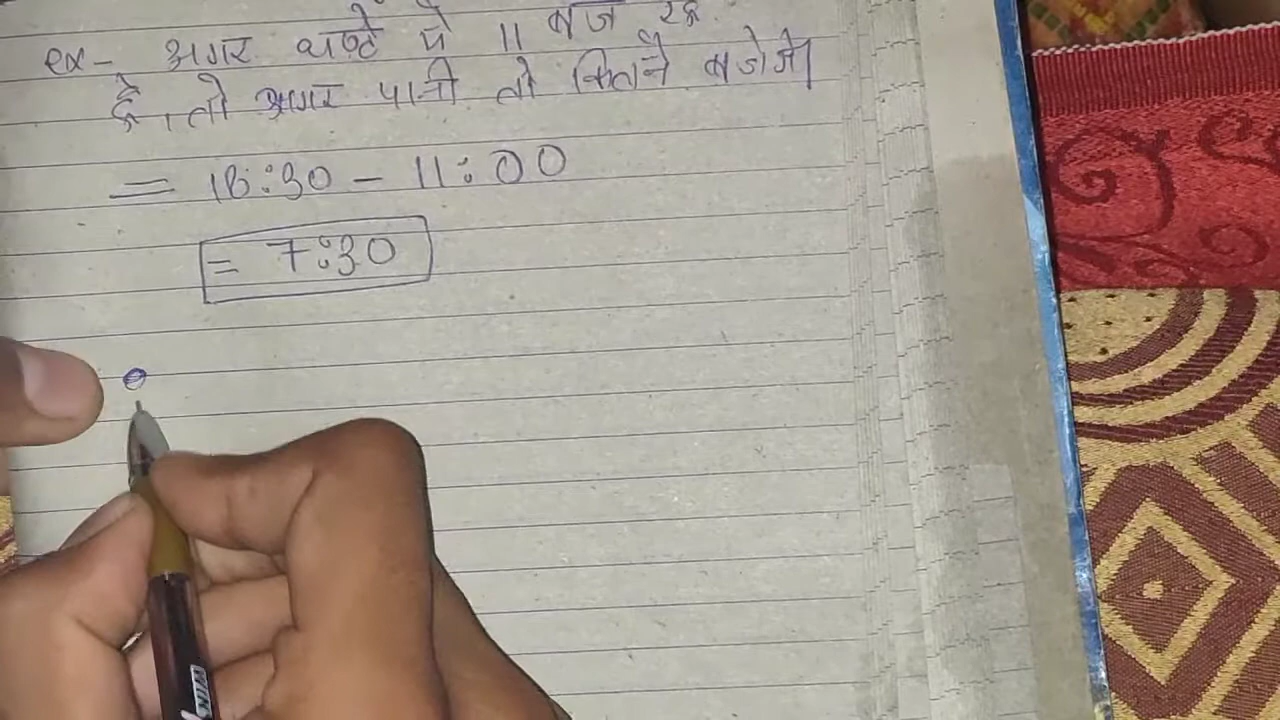 ex- अगर घण्टे में 11 बज रहे
है, तो अगर पानी तो कितने बजेंगे।
= 18:30 - 11:00
= 7:30